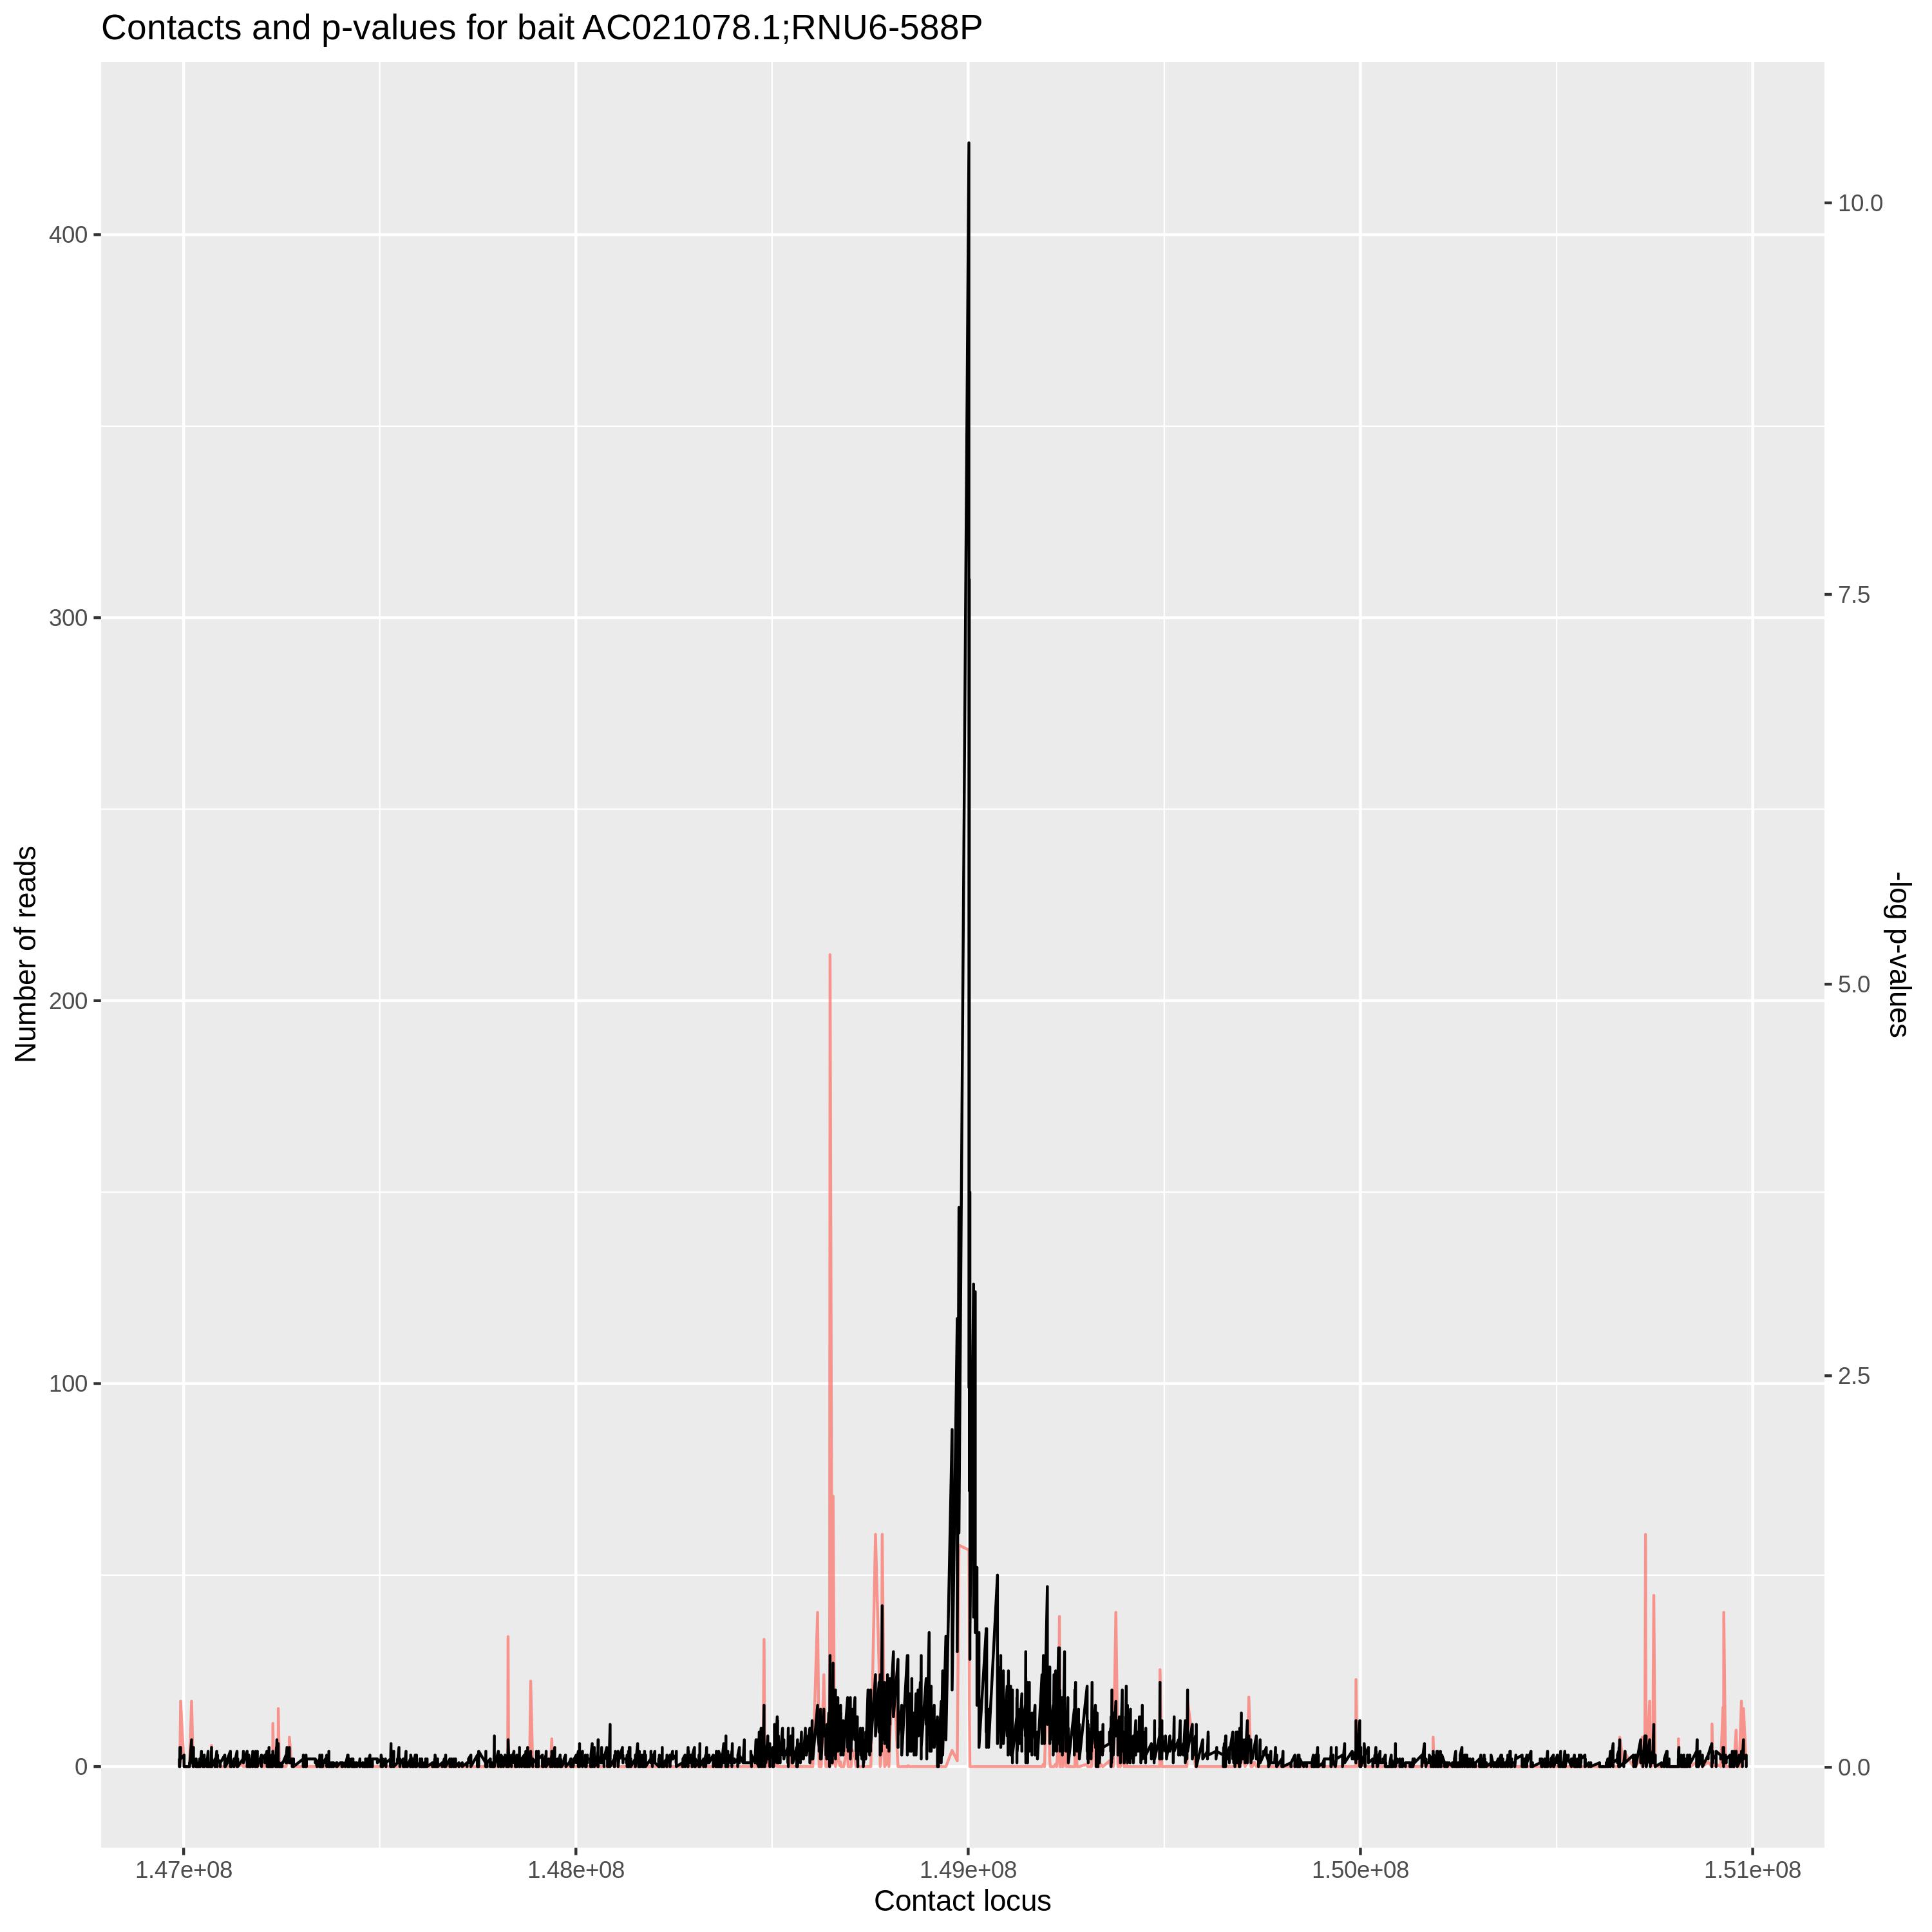 Contacts and p-values for bait AC021078.1;RNU6-588P
400
300
200
100
0
Number of reads
10.0
7.5
5.0
2.5
0.0
-log p-values
1.47e+08
1.48e+08
1.49e+08
1.50e+08
1.51e+08
Contact locus